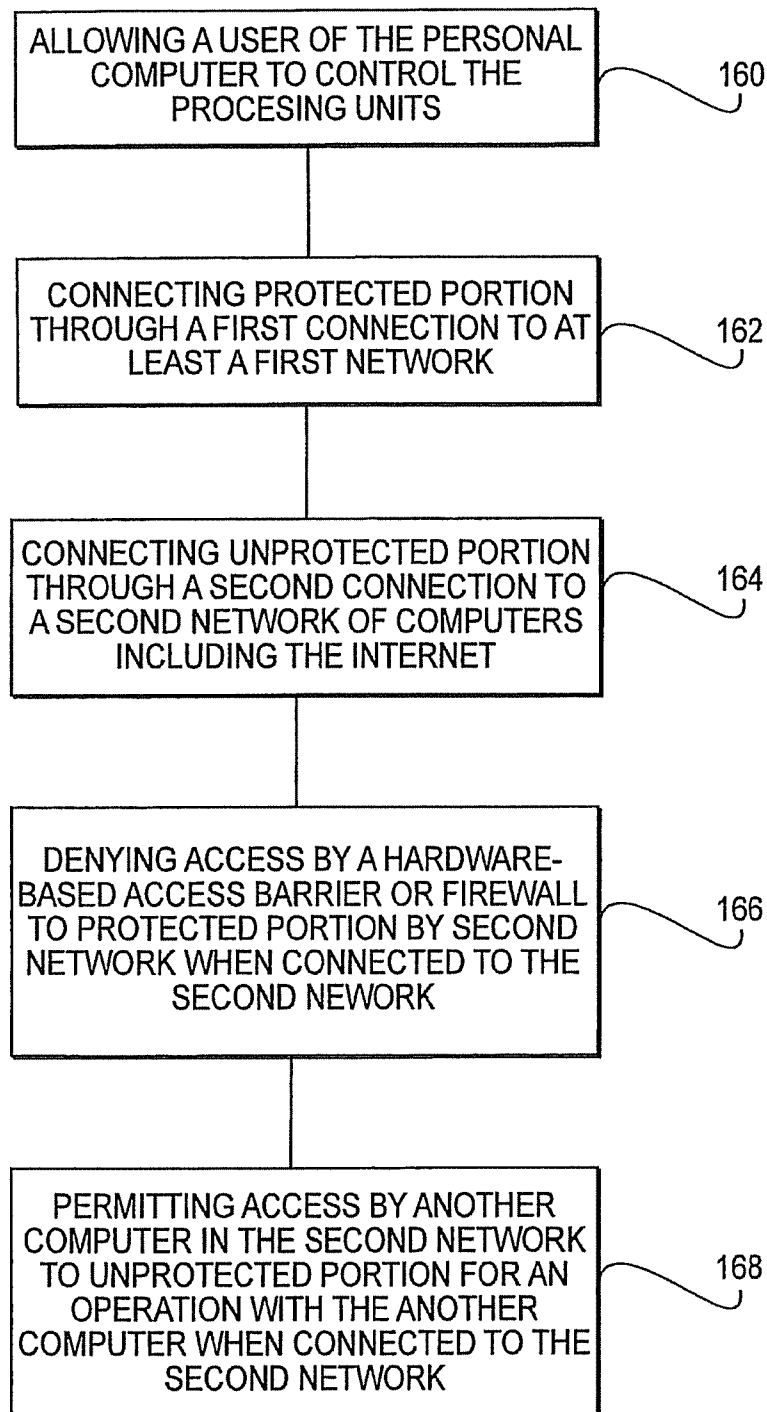 ALLOWING A USER OF THE PERSONAL
COMPUTER TO CONTROL THE
PROCESING UNITS
160
CONNECTING PROTECTED PORTION
THROUGH A FIRST CONNECTION TO AT
LEAST A FIRST NETWORK
162
CONNECTING UNPROTECTED PORTION
THROUGH A SECOND CONNECTION TO
A SECOND NETWORK OF COMPUTERS
INCLUDING THE INTERNET
164
DENYING ACCESS BY A HARDWARE-
BASED ACCESS BARRIER OR FIREWALL
TO PROTECTED PORTION BY SECOND
NETWORK WHEN CONNECTED TO THE
SECOND NEWORK
166
PERMITTING ACCESS BY ANOTHER
COMPUTER IN THE SECOND NETWORK
TO UNPROTECTED PORTION FOR AN
OPERATION WITH THE ANOTHER
COMPUTER WHEN CONNECTED TO THE
SECOND NETWORK
168